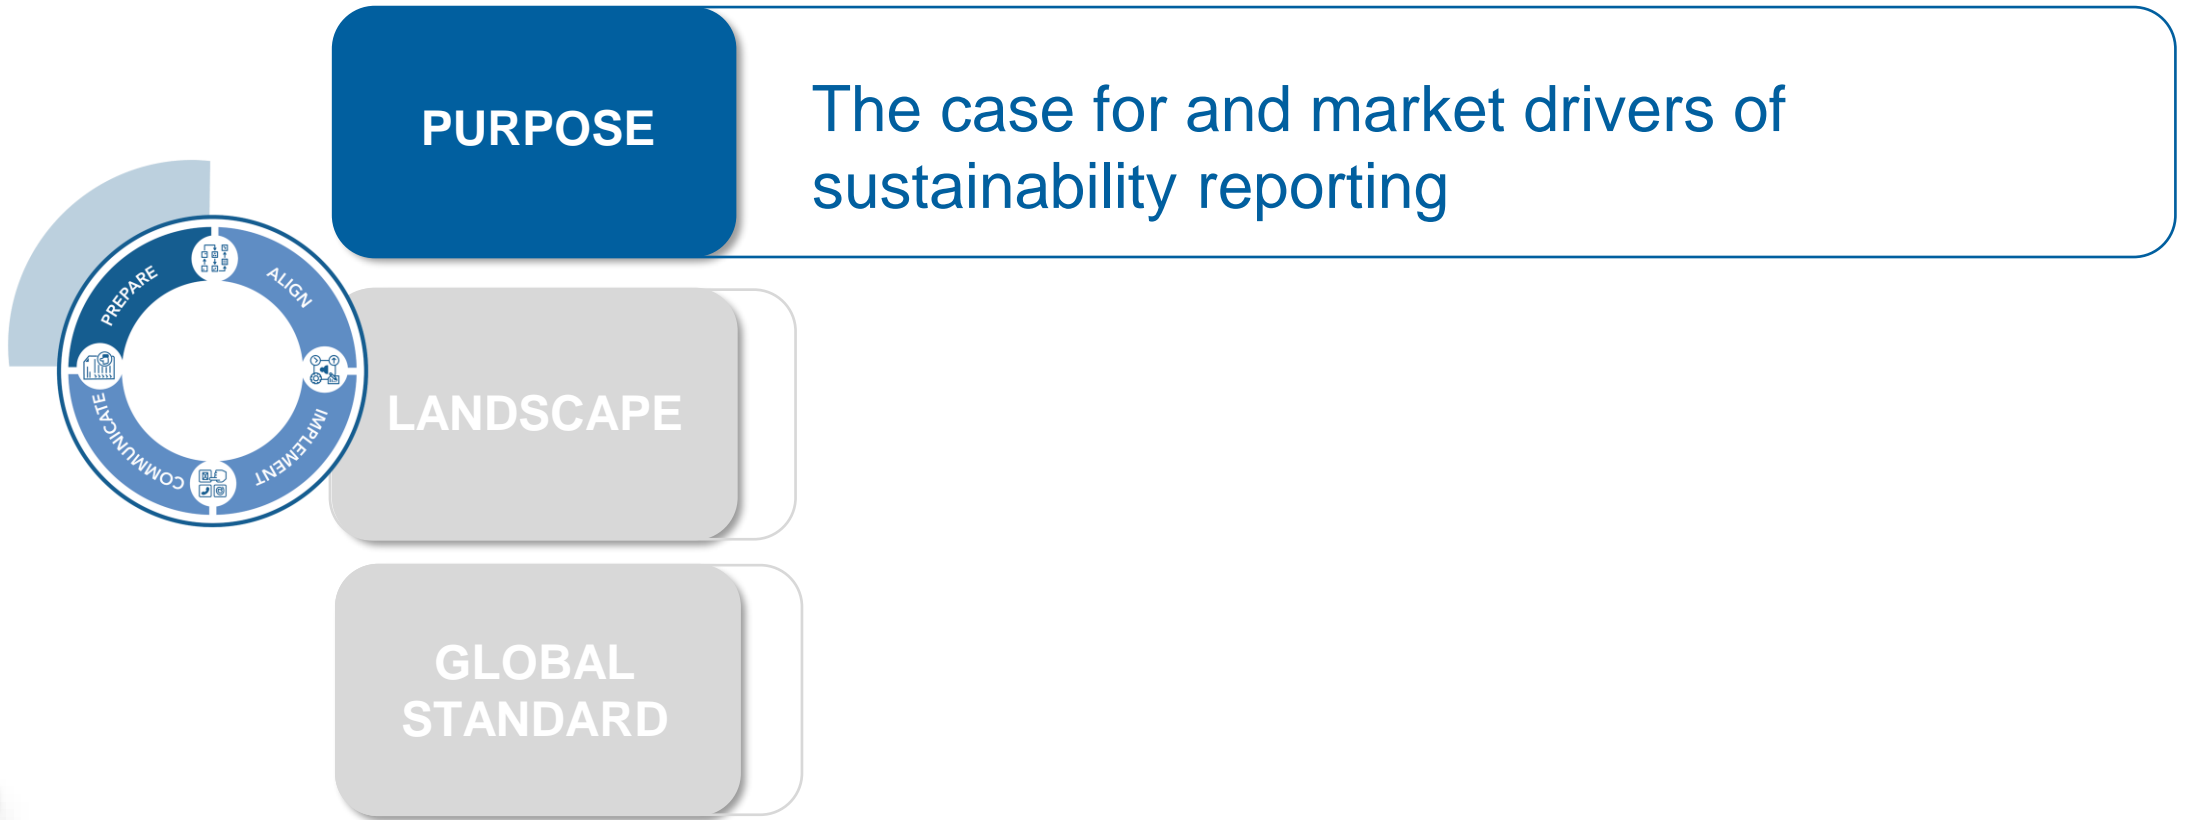 PURPOSE
The case for and market drivers of
sustainability reporting
PREPARE
ALIGN
IMPLEMENT
COMMUNICATE
LANDSCAPE
GLOBAL
STANDARD